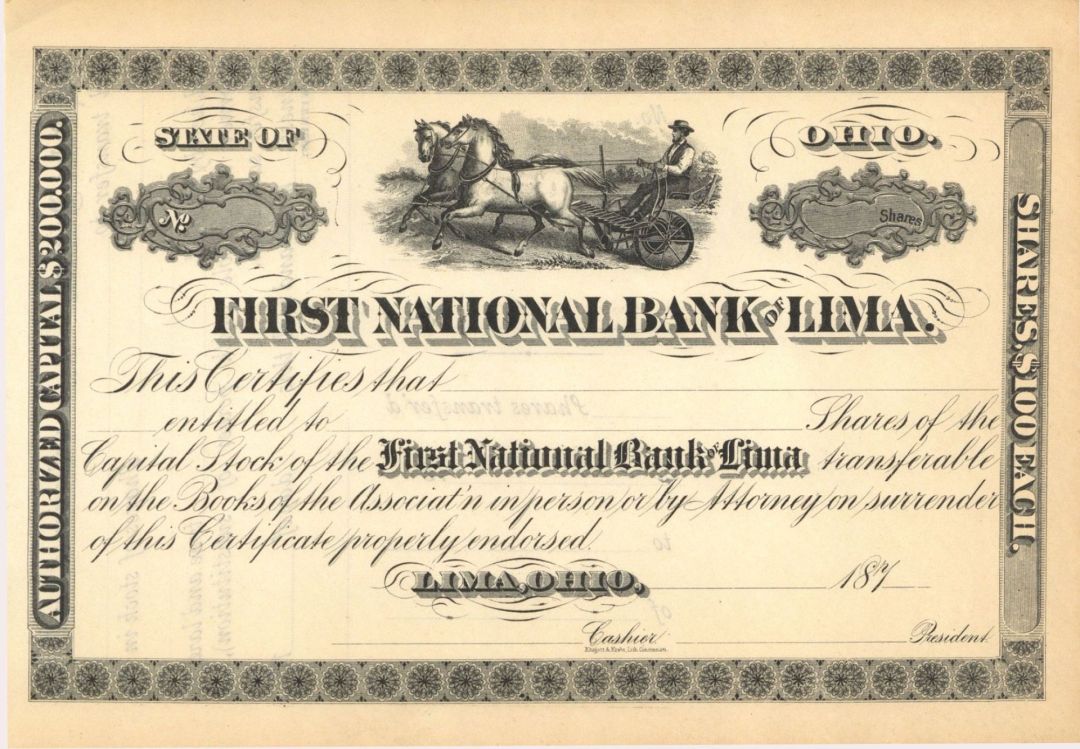 STATE OF
OHIO.
No.
Shares
AUTHORIZED CAPITAL $200.000.
SHARES, $100 EACH.
FIRST NATIONAL BANK OF LIMA.
This Certifies that
entitled to Shares of the
Capital Stock of the First National Bank of Lima transferable
on the Books of the Associat'n in person or by Attorney on surrender
of this Certificate properly endorsed.
LIMA, OHIO, 187
Cashier President.
Lith. Cincinnati.